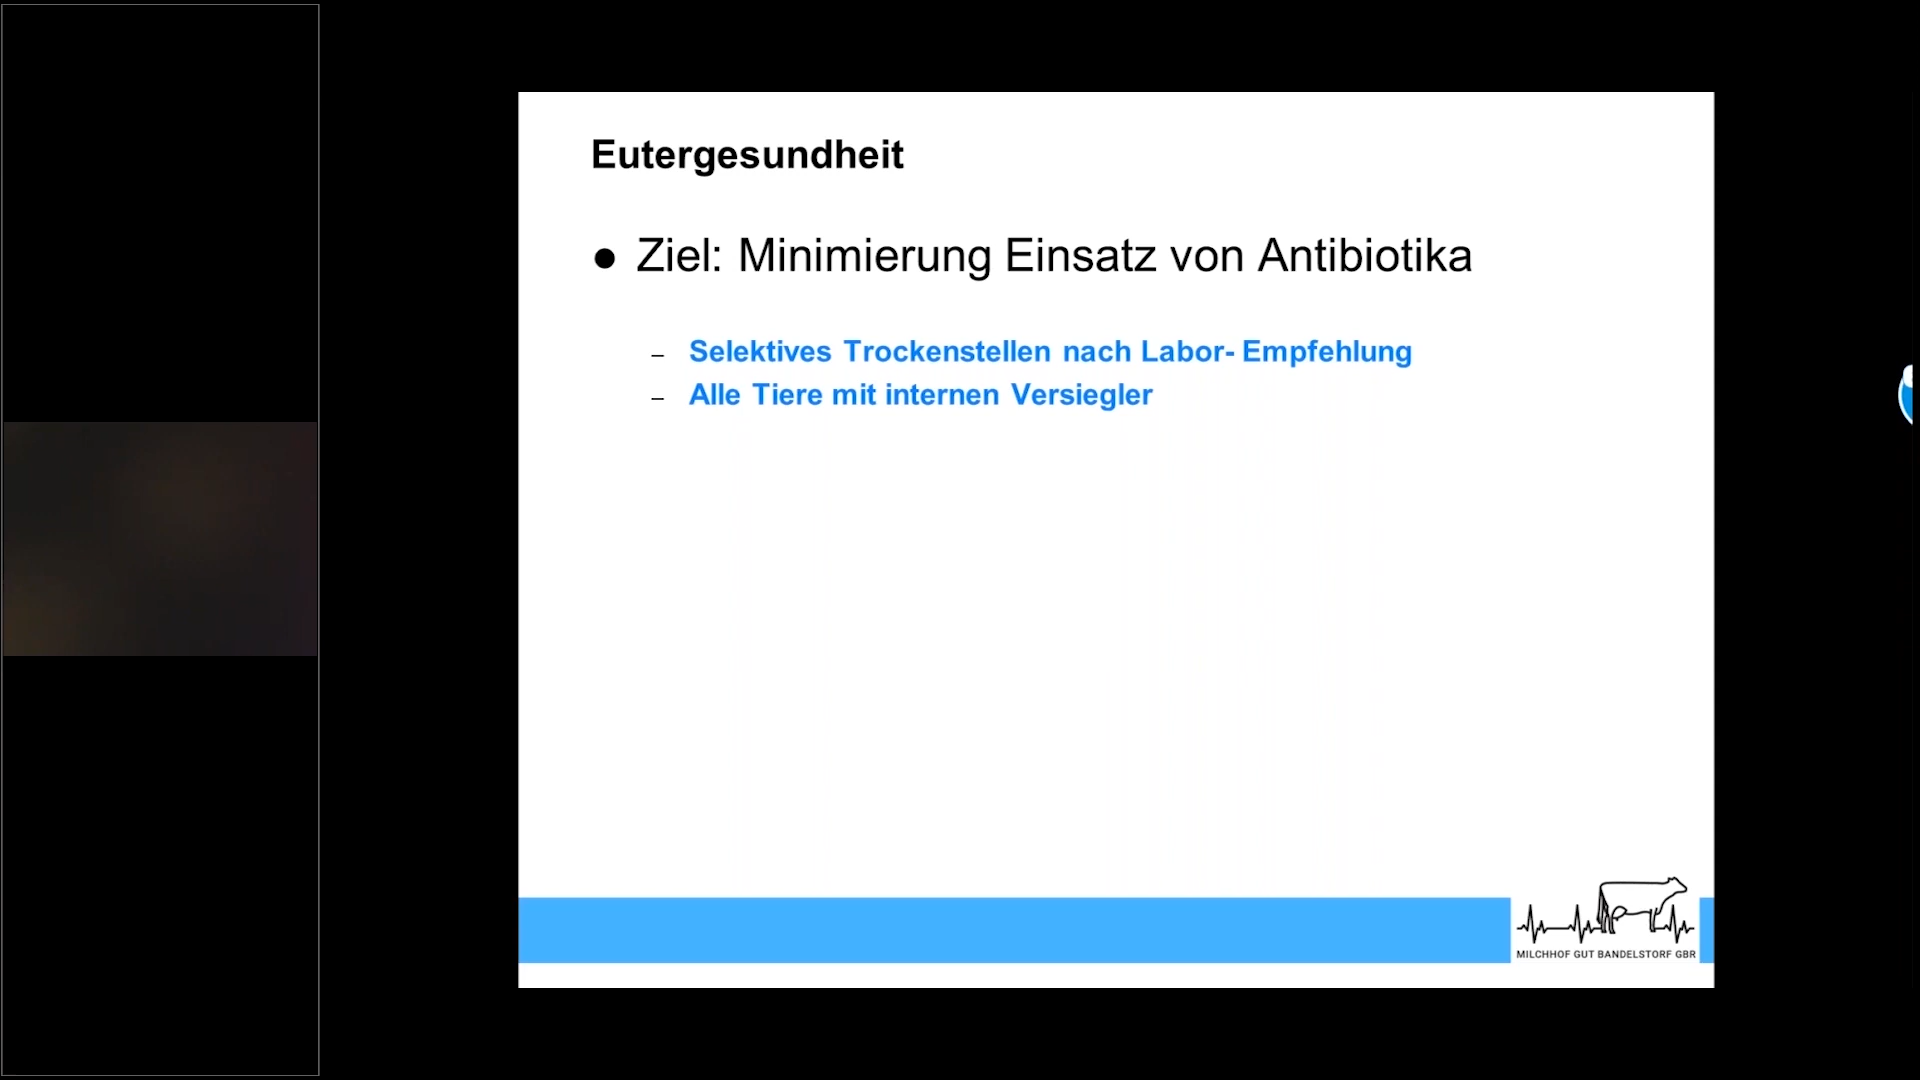 Eutergesundheit
● Ziel: Minimierung Einsatz von Antibiotika
– Selektives Trockenstellen nach Labor- Empfehlung
– Alle Tiere mit internen Versiegler
MILCHHOF GUT BANDELSTORF GBR